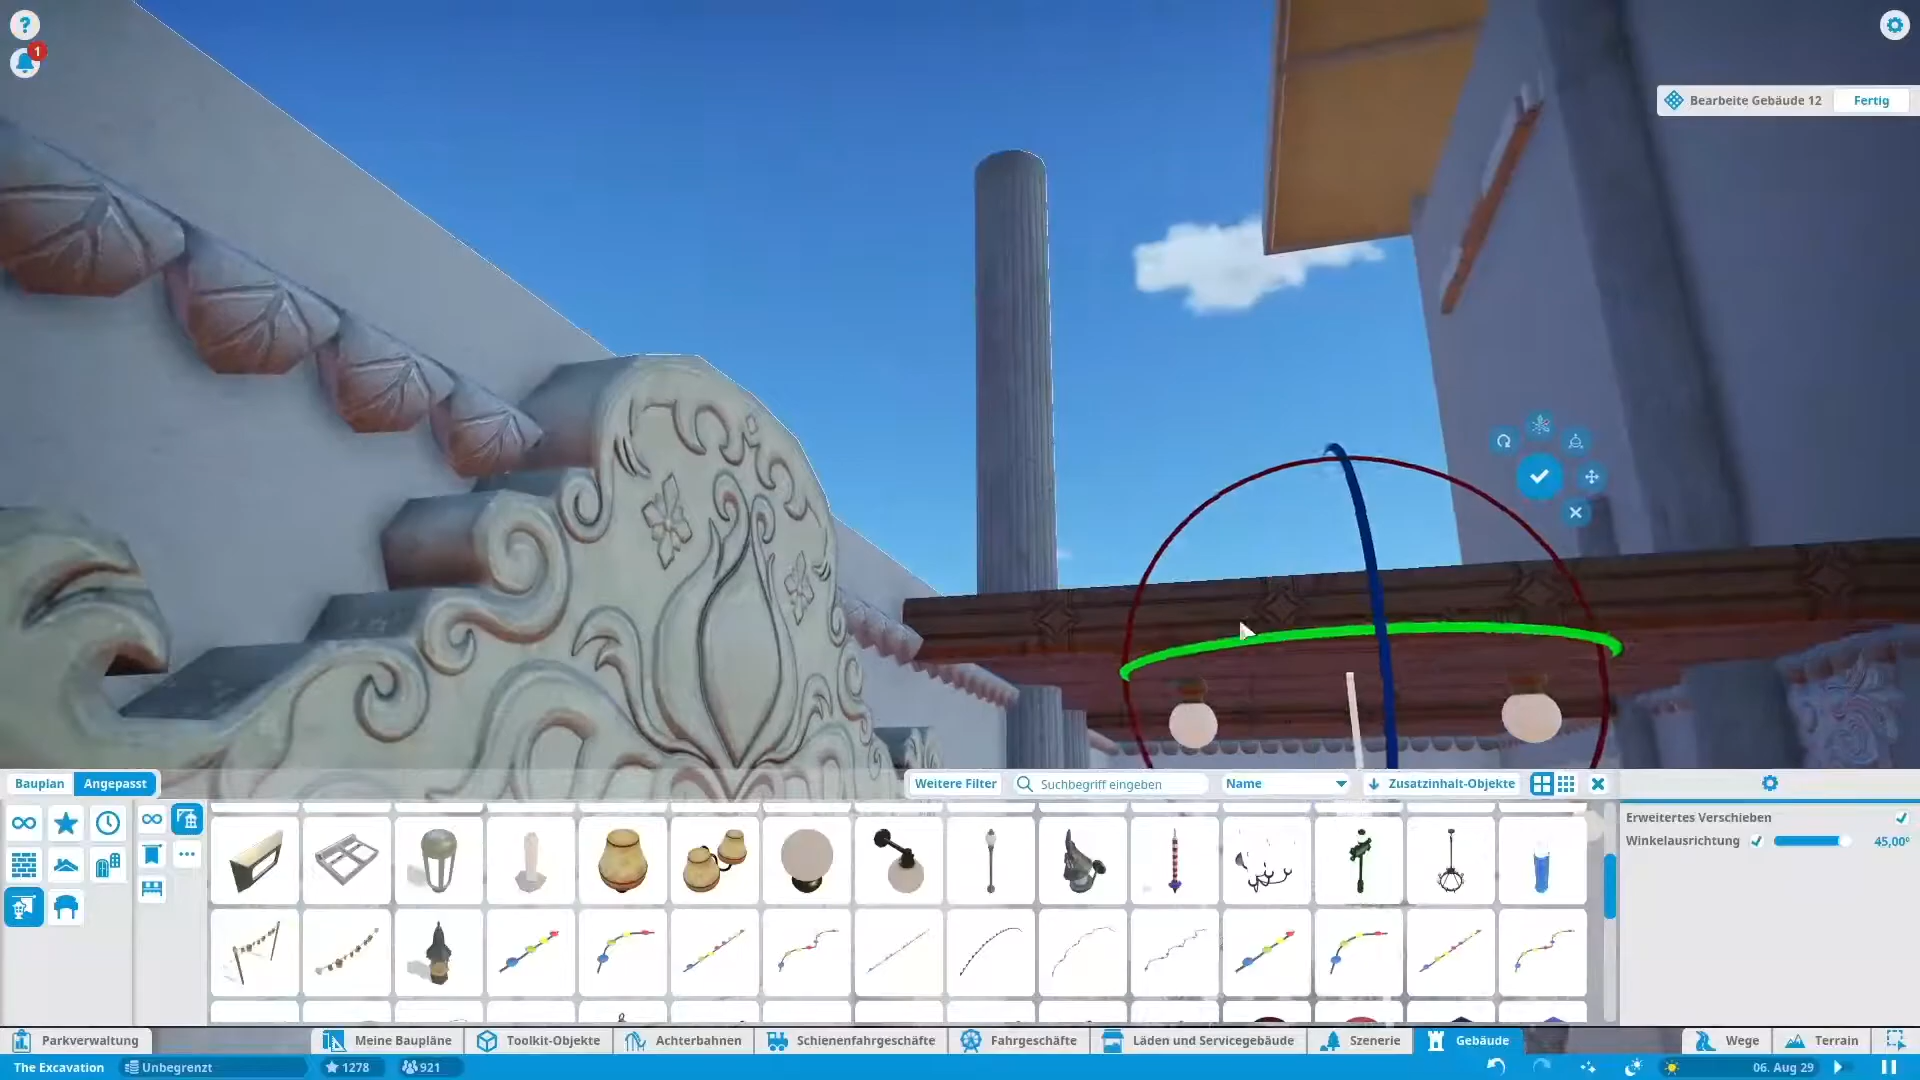 ?
1
Bearbeite Gebäude 12
Fertig
Bauplan
Angepasst
Weitere Filter
Suchbegriff eingeben
Name
Zusatzinhalt-Objekte
Erweitertes Verschieben
Winkelausrichtung
45,00°
Parkverwaltung
Meine Baupläne
Toolkit-Objekte
Achterbahnen
Schienenfahrgeschäfte
Fahrgeschäfte
Läden und Servicegebäude
Szenerie
Gebäude
Wege
Terrain
The Excavation
Unbegrenzt
1278
921
06. Aug 29